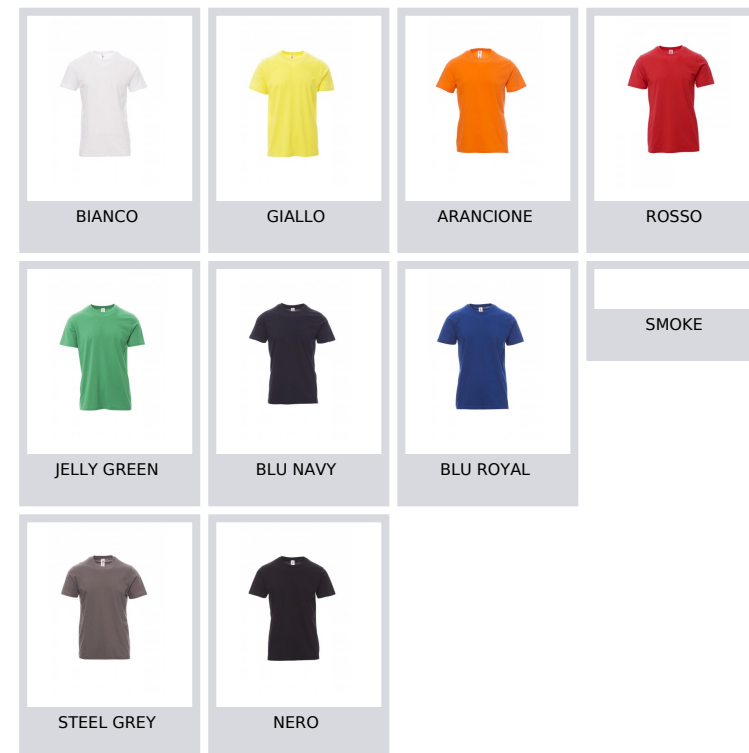 BIANCO
GIALLO
ARANCIONE
ROSSO
JELLY GREEN
BLU NAVY
BLU ROYAL
SMOKE
STEEL GREY
NERO